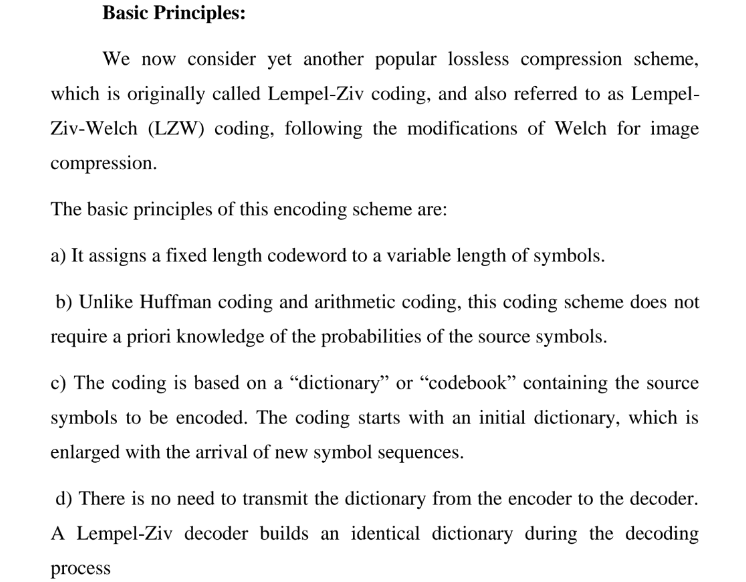 Basic Principles:
We now consider yet another popular lossless compression scheme,
which is originally called Lempel-Ziv coding, and also referred to as Lempel-
Ziv-Welch (LZW) coding, following the modifications of Welch for image
compression.
The basic principles of this encoding scheme are:
a) It assigns a fixed length codeword to a variable length of symbols.
b) Unlike Huffman coding and arithmetic coding, this coding scheme does not
require a priori knowledge of the probabilities of the source symbols.
c) The coding is based on a “dictionary” or “codebook” containing the source
symbols to be encoded. The coding starts with an initial dictionary, which is
enlarged with the arrival of new symbol sequences.
d) There is no need to transmit the dictionary from the encoder to the decoder.
A Lempel-Ziv decoder builds an identical dictionary during the decoding
process